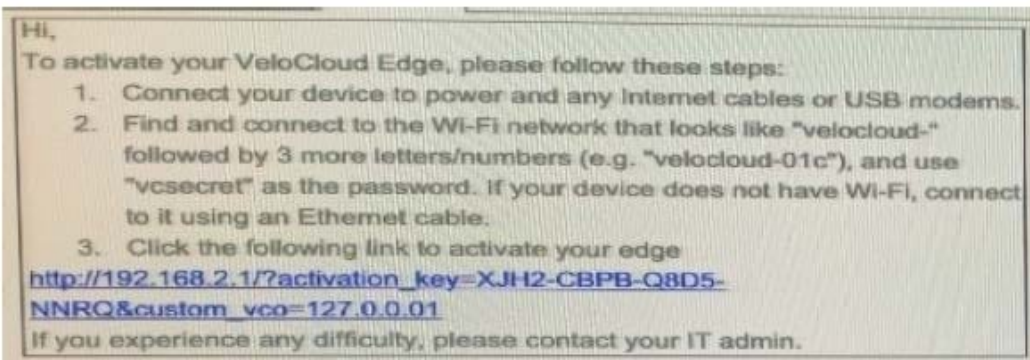 Hi,
To activate your VeloCloud Edge, please follow these steps:
1. Connect your device to power and any Internet cables or USB modems.
2. Find and connect to the Wi-Fi network that looks like "velocloud-"
followed by 3 more letters/numbers (e.g. "velocloud-01c"), and use
"vcsecret" as the password. If your device does not have Wi-Fi, connect
to it using an Ethernet cable.
3. Click the following link to activate your edge
http://192.168.2.1/?activation_key=XJH2-CBPB-Q8D5-
NNRQ&custom_vco=127.0.0.01
If you experience any difficulty, please contact your IT admin.